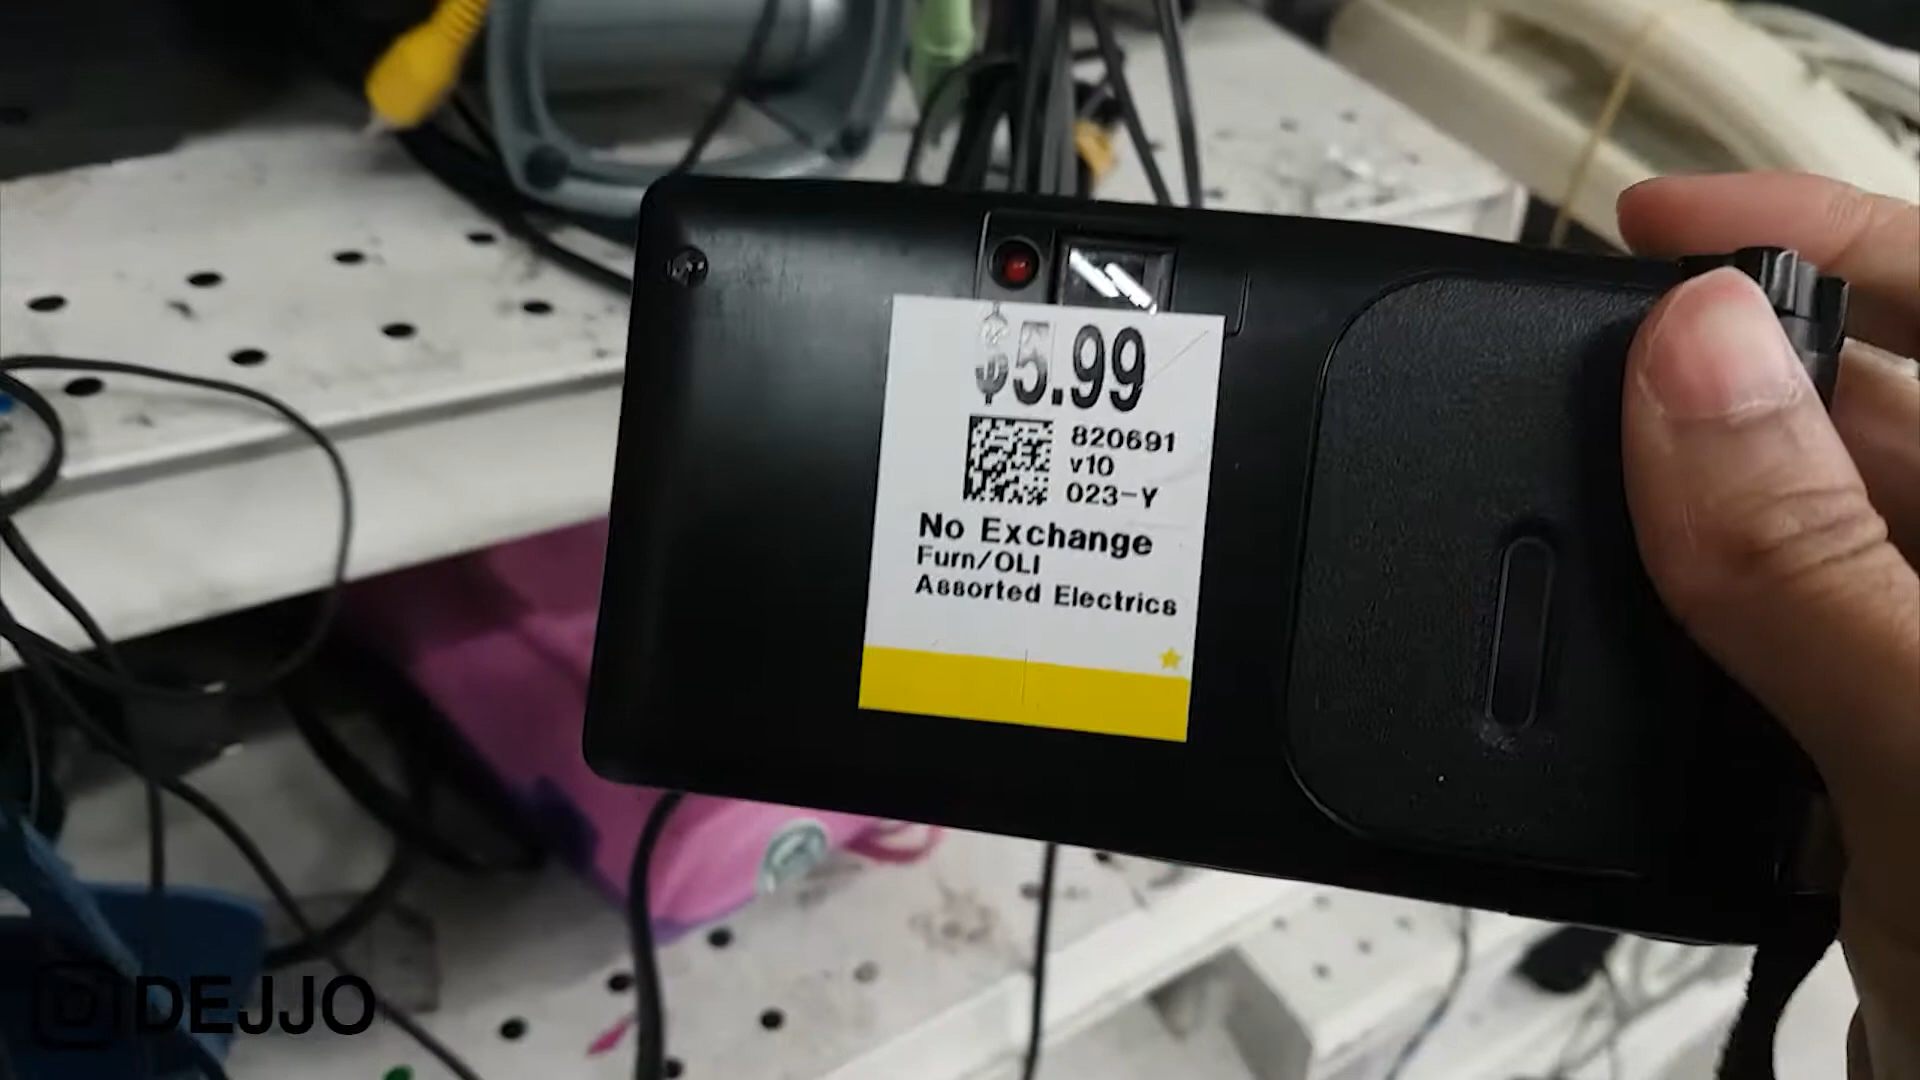 $5.99
820691
v10
023-Y
No Exchange
Furn/OLI
Assorted Electrics
DEJJO